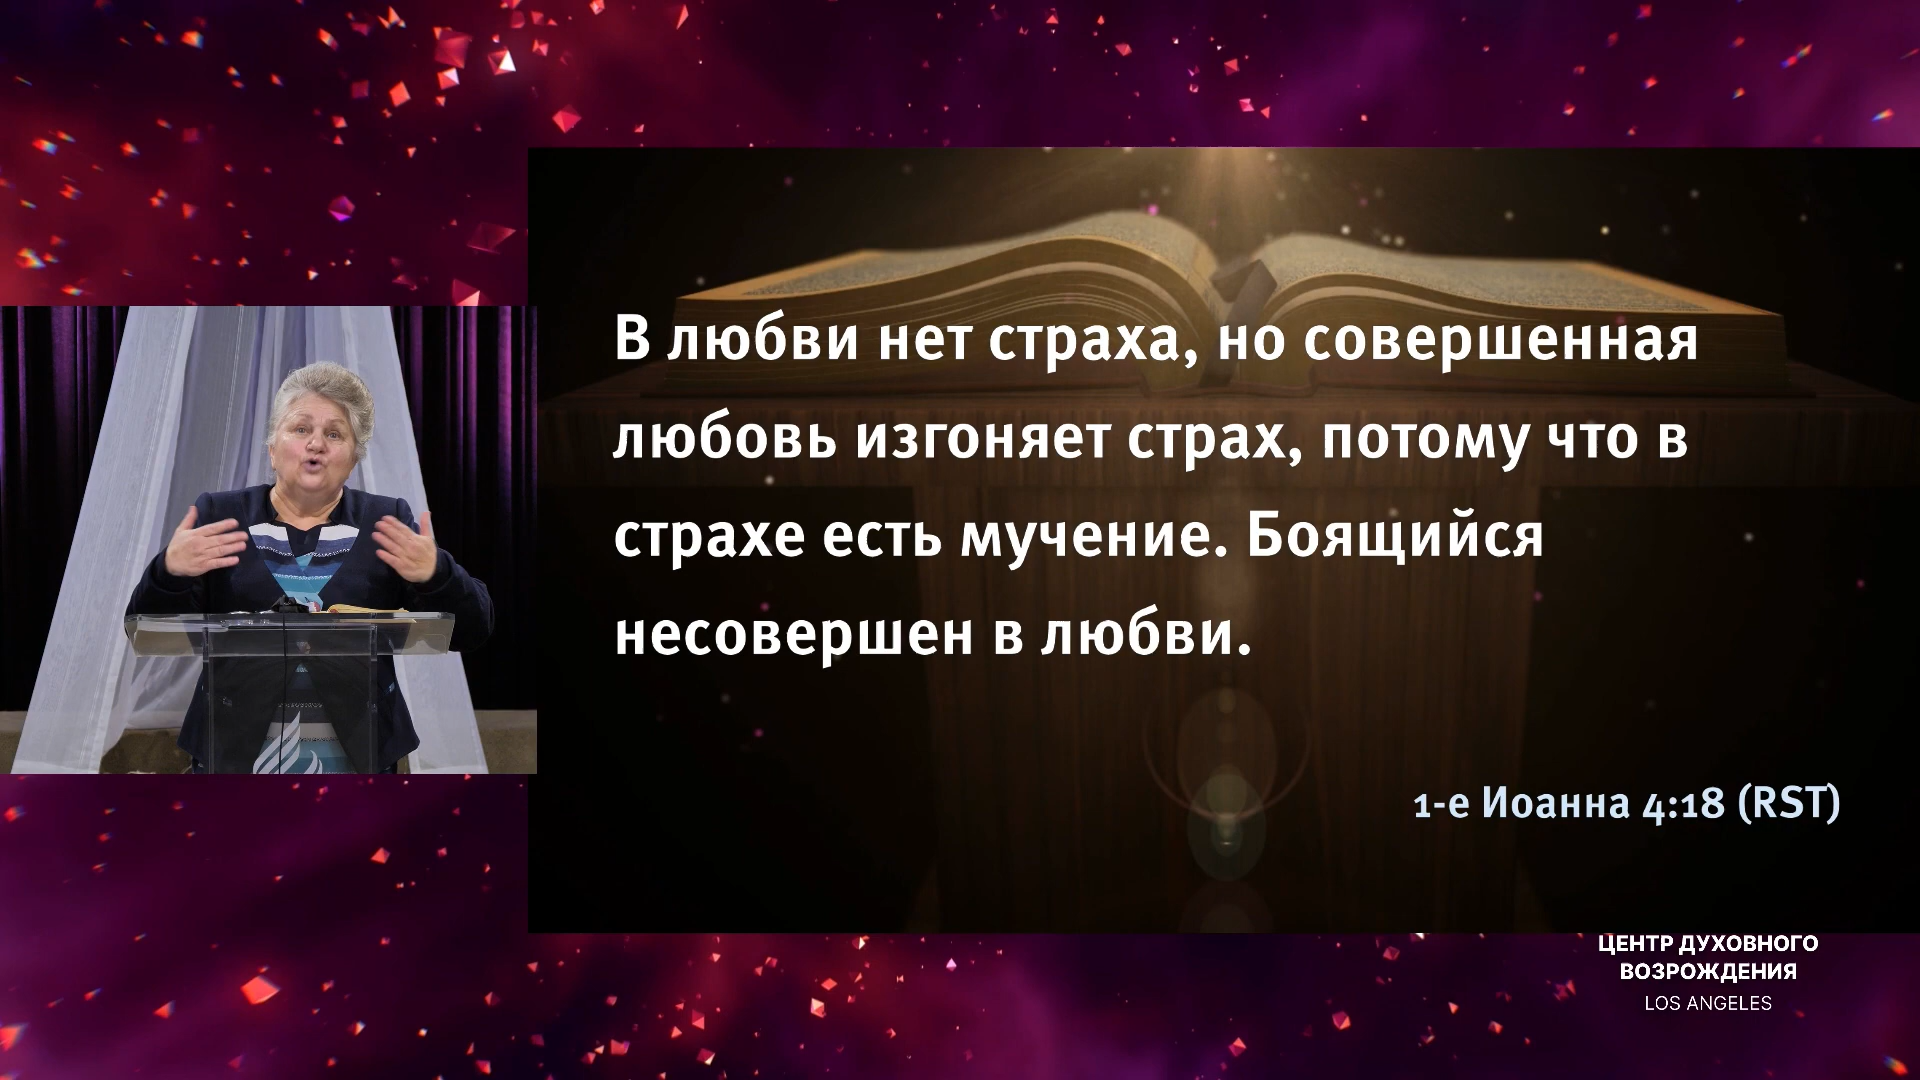 В любви нет страха, но совершенная
любовь изгоняет страх, потому что в
страхе есть мучение. Боящийся
несовершен в любви.
1-е Иоанна 4:18 (RST)
ЦЕНТР ДУХОВНОГО
ВОЗРОЖДЕНИЯ
LOS ANGELES